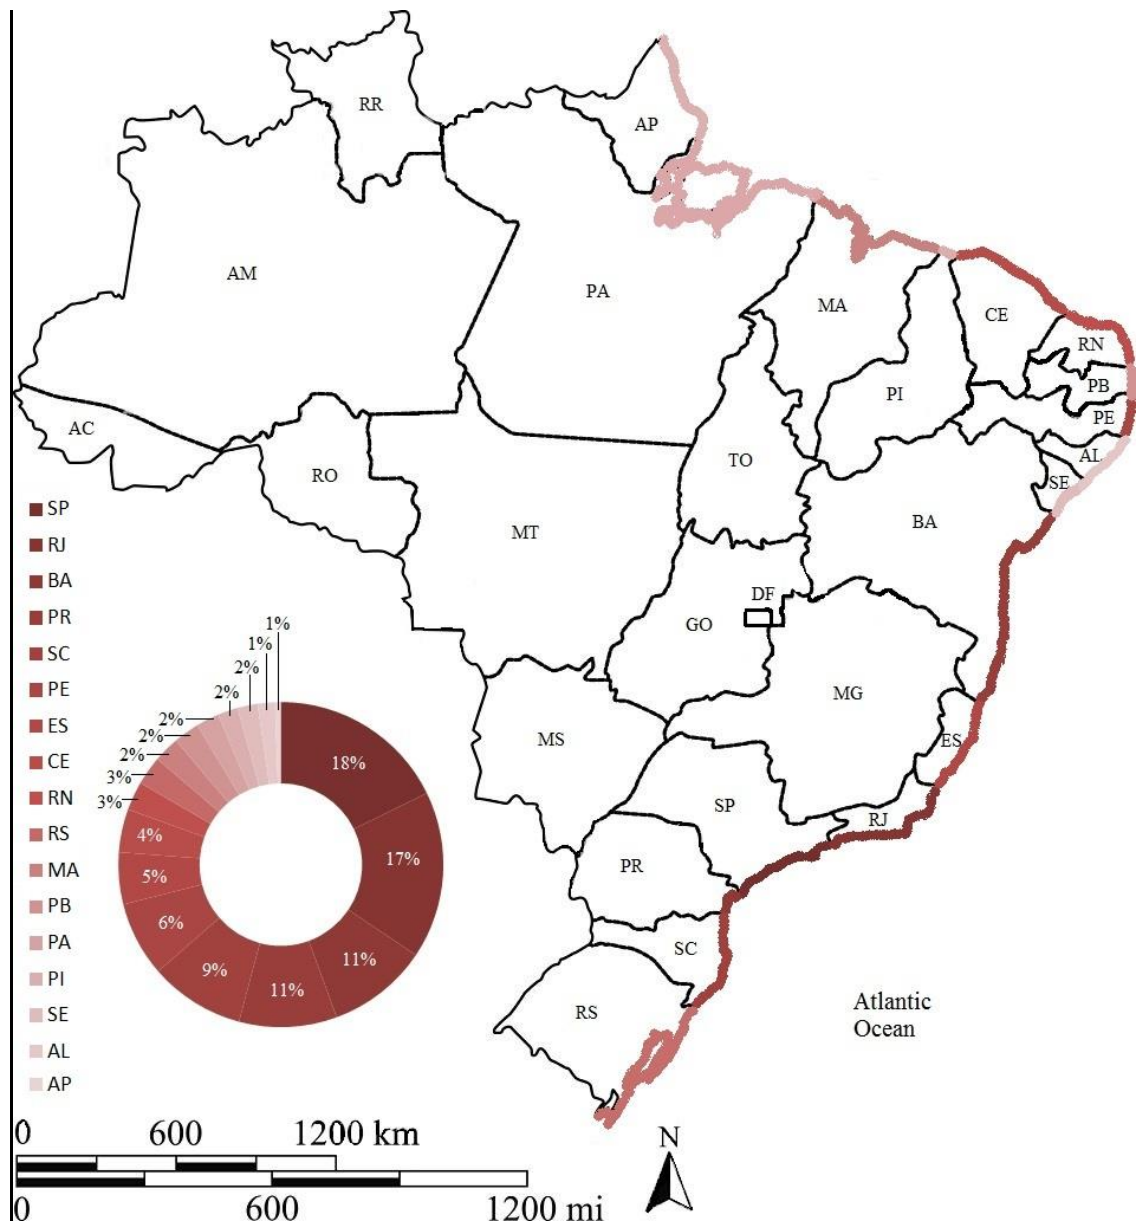 RR
AP
AM
PA
MA
CE
RN
PB
PI
PE
AC
AL
TO
RO
SE
BA
MT
DF
GO
MG
MS
ES
SP
RJ
PR
SC
RS
Atlantic
Ocean
SP
RJ
BA
PR
SC
PE
ES
CE
RN
RS
MA
PB
PA
PI
SE
AL
AP
18%
17%
11%
11%
9%
6%
5%
4%
3%
3%
2%
2%
2%
2%
2%
1%
1%
N
0 600 1200 km
0 600 1200 mi